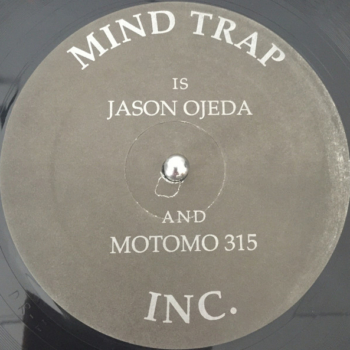 MIND TRAP
IS
JASON OJEDA
AND
MOTOMO 315
INC.